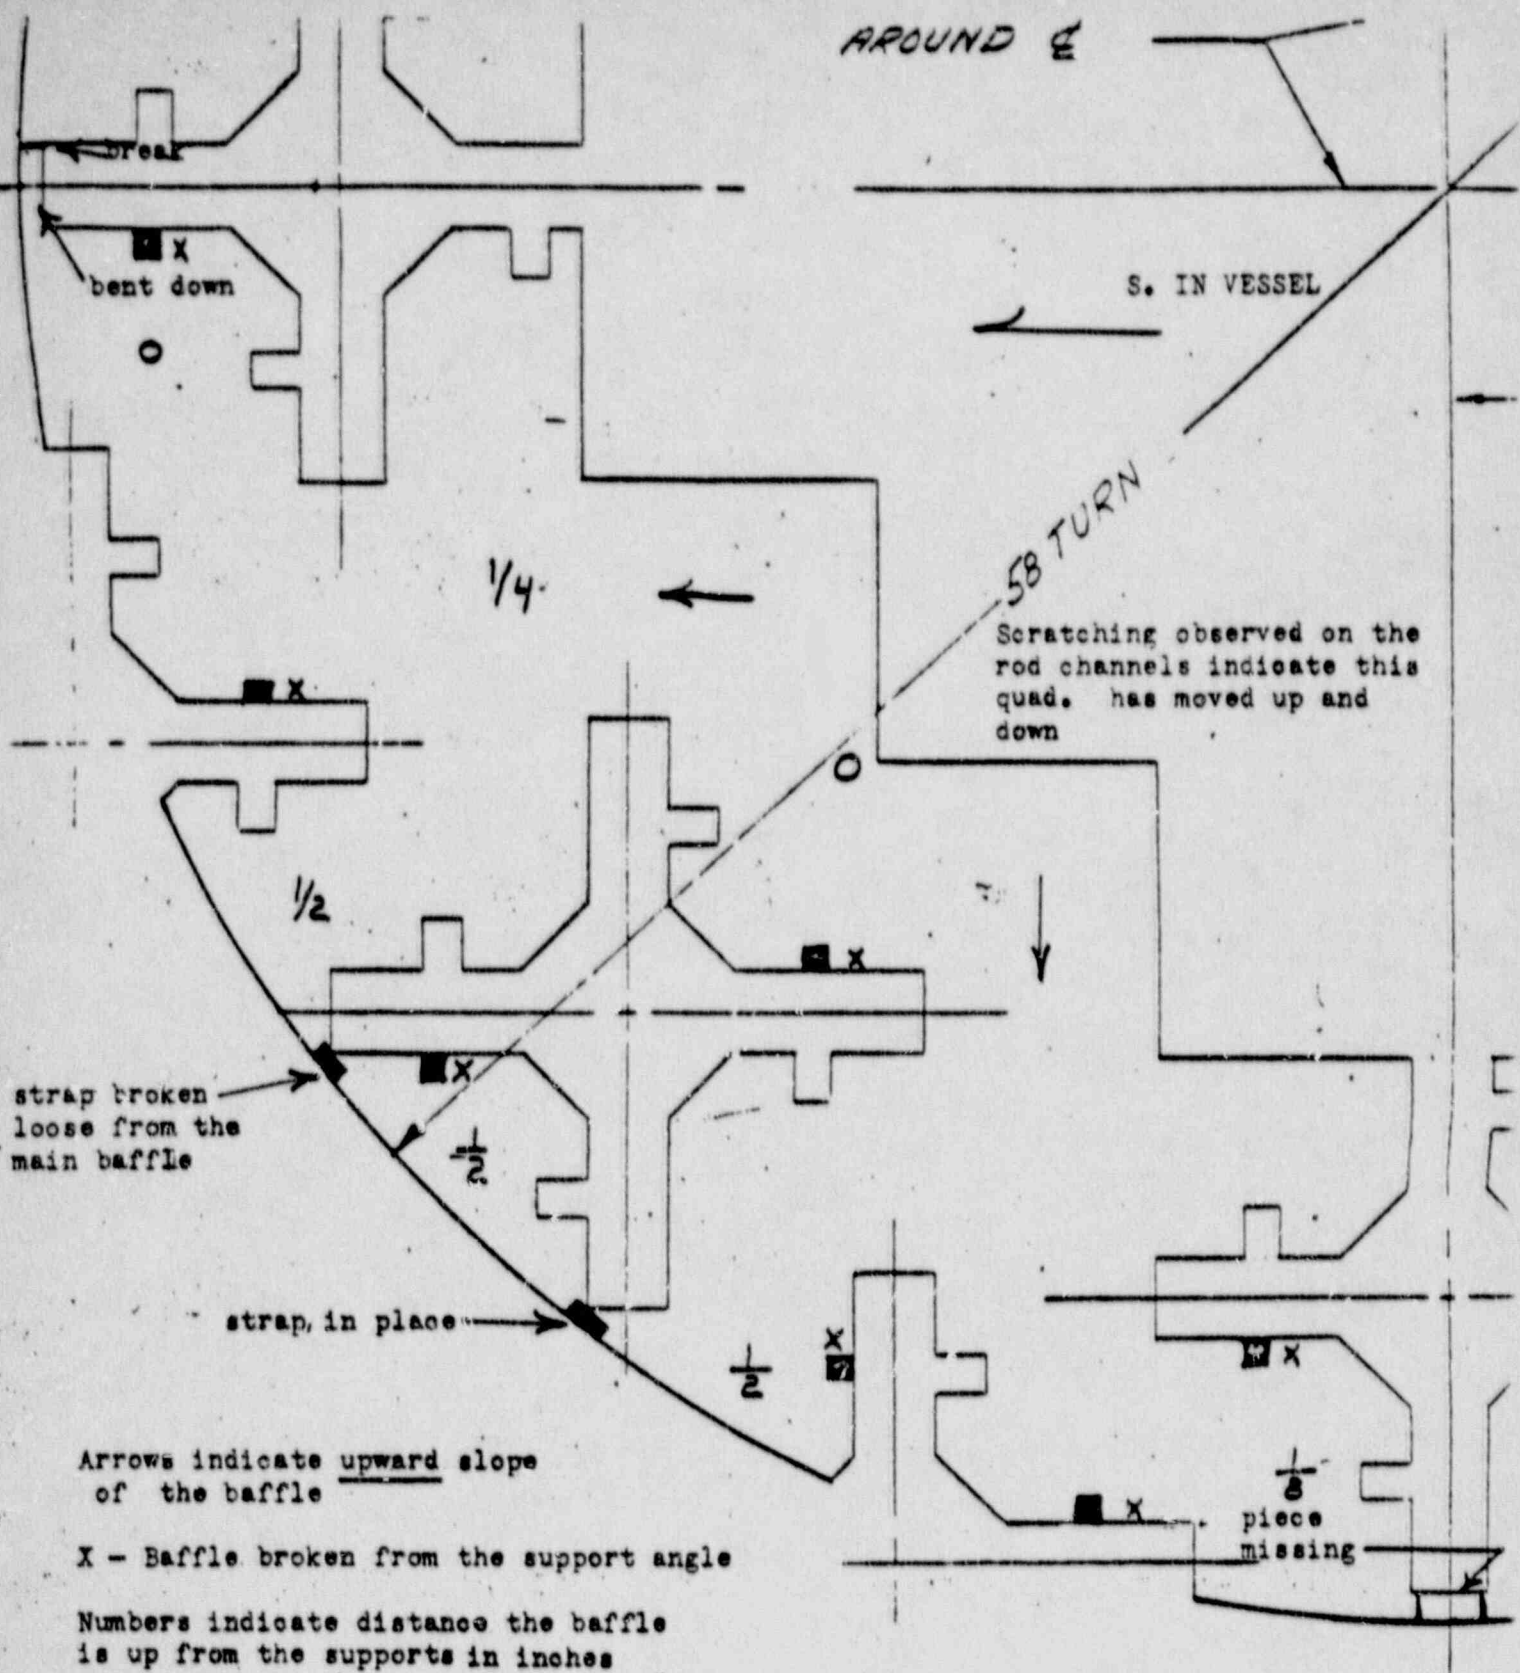 AROUND ℄
break
X
bent down
O
S. IN VESSEL
1/4
58 TURN
Scratching observed on the
rod channels indicate this
quad. has moved up and
down
X
O
1/2
X
X
strap broken
loose from the
main baffle
1/2
strap in place
X
1/2
X
1/8
X
piece
missing
Arrows indicate upward slope
of the baffle
X - Baffle broken from the support angle
Numbers indicate distance the baffle
is up from the supports in inches